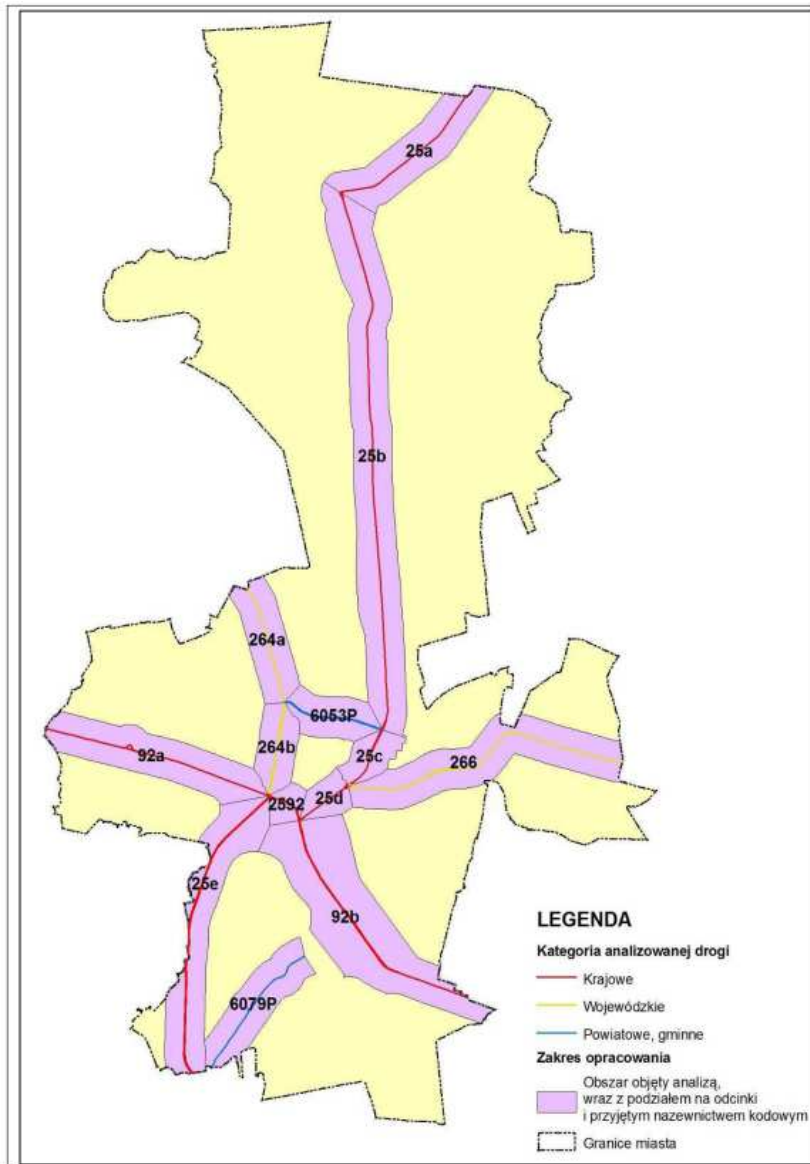 25a
25b
264a
6053P
264b
25c
92a
266
2592
25d
25e
92b
6079P
LEGENDA
Kategoria analizowanej drogi
Krajowe
Wojewódzkie
Powiatowe, gminne
Zakres opracowania
Obszar objęty analizą,
wraz z podziałem na odcinki
i przyjętym nazewnictwem kodowym
Granice miasta